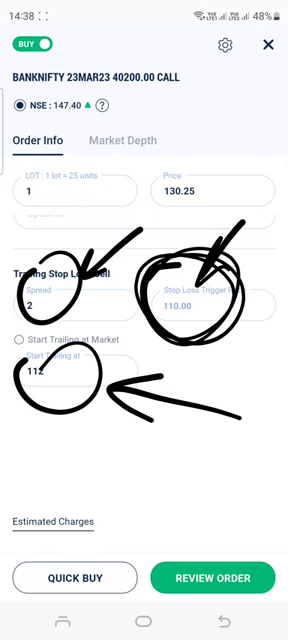 14:38 48%
BUY
BANKNIFTY 23MAR23 40200.00 CALL
NSE : 147.40 ?
Order Info Market Depth
LOT : 1 lot = 25 units Price
1 130.25
Trailing Stop Loss
Spread Stop Loss Trigger
2 110.00
Start Trailing at Market
Start Trailing at
112
Estimated Charges
QUICK BUY REVIEW ORDER